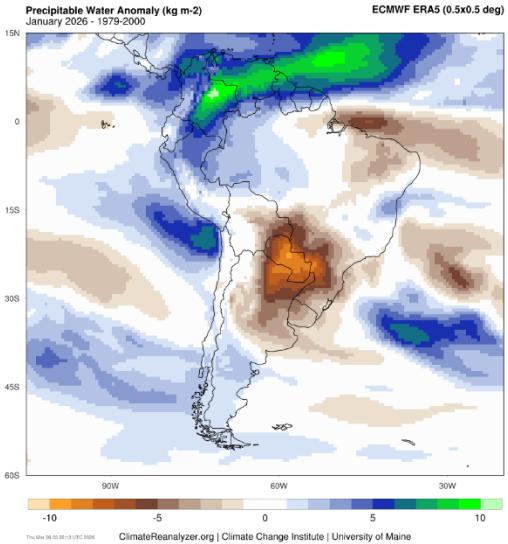 Precipitable Water Anomaly (kg m-2)
ECMWF ERA5 (0.5x0.5 deg)
January 2026 - 1979-2000
15N
0
15S
30S
45S
60S
90W
60W
30W
-10
-5
0
5
10
ClimateReanalyzer.org | Climate Change Institute | University of Maine